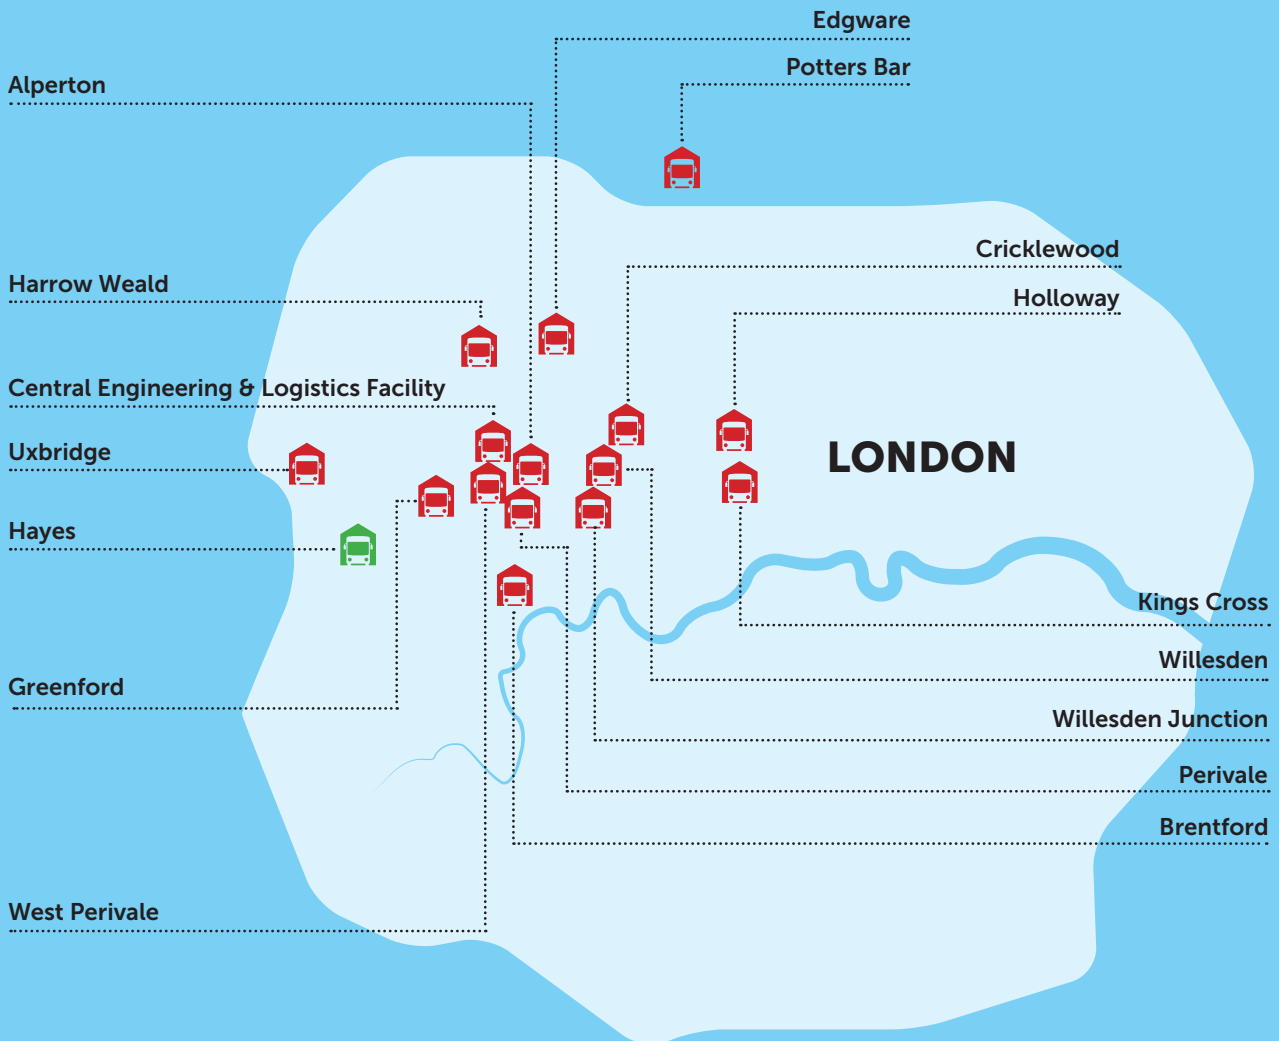 Edgware
Potters Bar
Alperton
Cricklewood
Harrow Weald
Holloway
Central Engineering & Logistics Facility
LONDON
Uxbridge
Hayes
Kings Cross
Willesden
Greenford
Willesden Junction
Perivale
Brentford
West Perivale